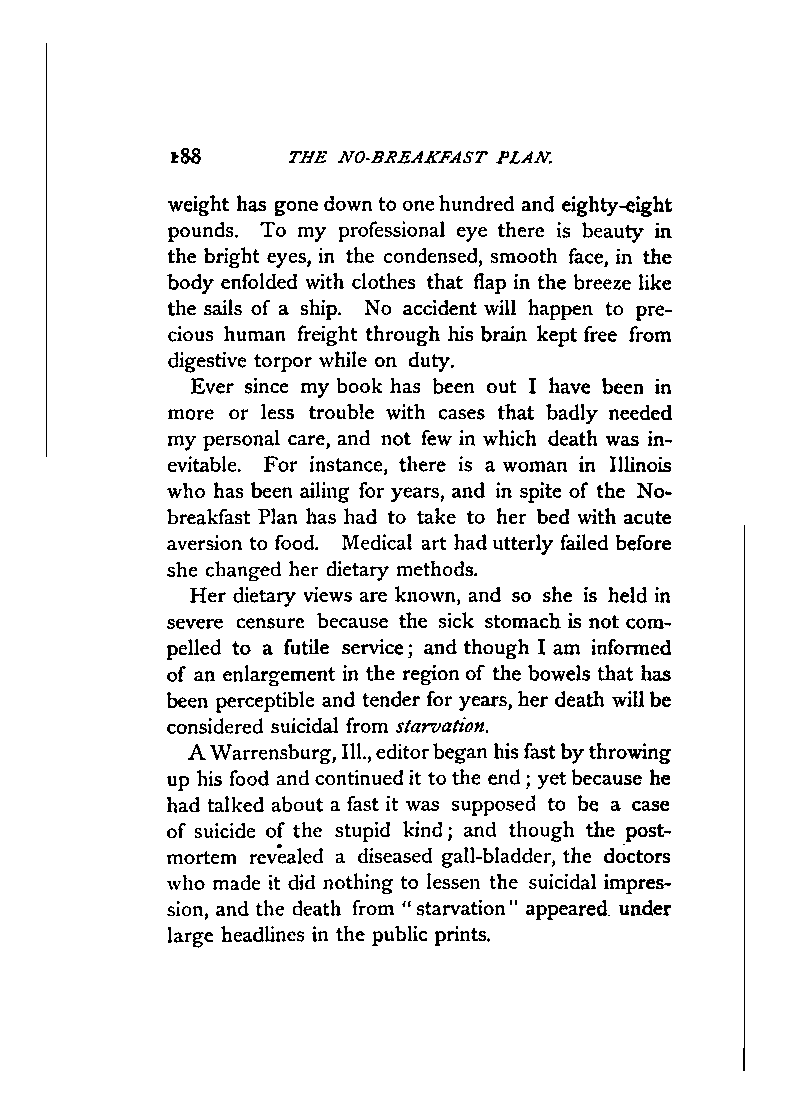 188 THE NO-BREAKFAST PLAN.
weight has gone down to one hundred and eighty-eight
pounds. To my professional eye there is beauty in
the bright eyes, in the condensed, smooth face, in the
body enfolded with clothes that flap in the breeze like
the sails of a ship. No accident will happen to pre-
cious human freight through his brain kept free from
digestive torpor while on duty.
Ever since my book has been out I have been in
more or less trouble with cases that badly needed
my personal care, and not few in which death was in-
evitable. For instance, there is a woman in Illinois
who has been ailing for years, and in spite of the No-
breakfast Plan has had to take to her bed with acute
aversion to food. Medical art had utterly failed before
she changed her dietary methods.
Her dietary views are known, and so she is held in
severe censure because the sick stomach is not com-
pelled to a futile service; and though I am informed
of an enlargement in the region of the bowels that has
been perceptible and tender for years, her death will be
considered suicidal from starvation.
A Warrensburg, Ill., editor began his fast by throwing
up his food and continued it to the end; yet because he
had talked about a fast it was supposed to be a case
of suicide of the stupid kind; and though the post-
mortem revealed a diseased gall-bladder, the doctors
who made it did nothing to lessen the suicidal impres-
sion, and the death from "starvation" appeared under
large headlines in the public prints.